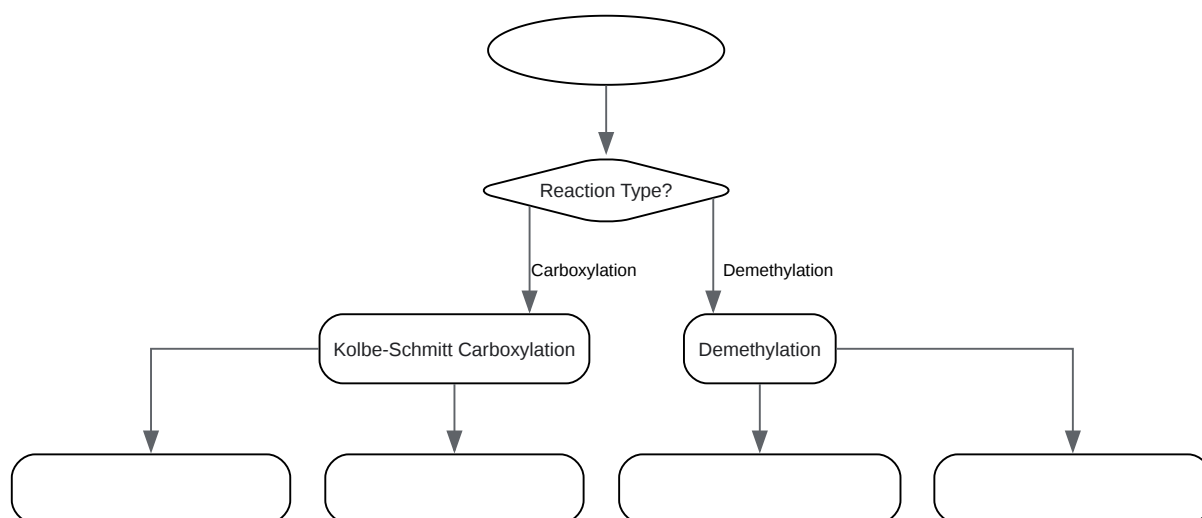 Reaction Type?
Carboxylation
Demethylation
Kolbe-Schmitt Carboxylation
Demethylation